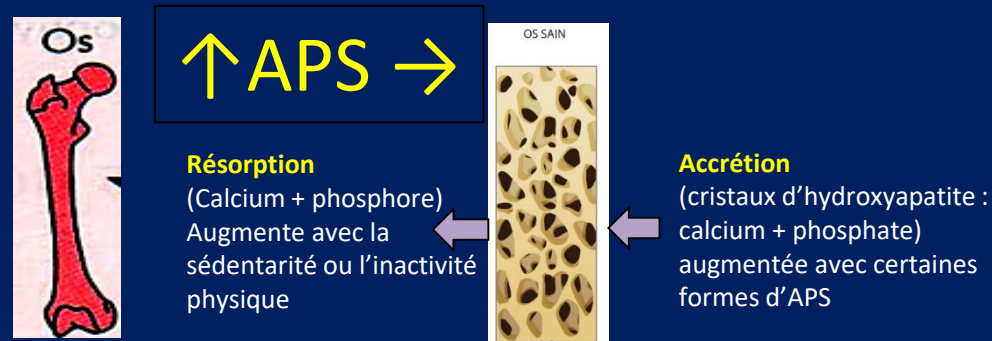 Os
↑APS →
OS SAIN
Résorption
(Calcium + phosphore)
Augmente avec la
sédentarité ou l’inactivité
physique
Accrétion
(cristaux d’hydroxyapatite :
calcium + phosphate)
augmentée avec certaines
formes d’APS